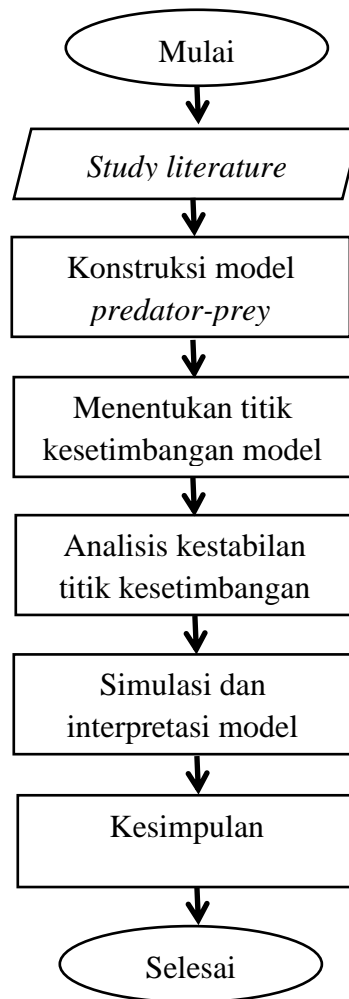 Mulai
Study literature
Konstruksi model
predator-prey
Menentukan titik
kesetimbangan model
Analisis kestabilan
titik kesetimbangan
Simulasi dan
interpretasi model
Kesimpulan
Selesai